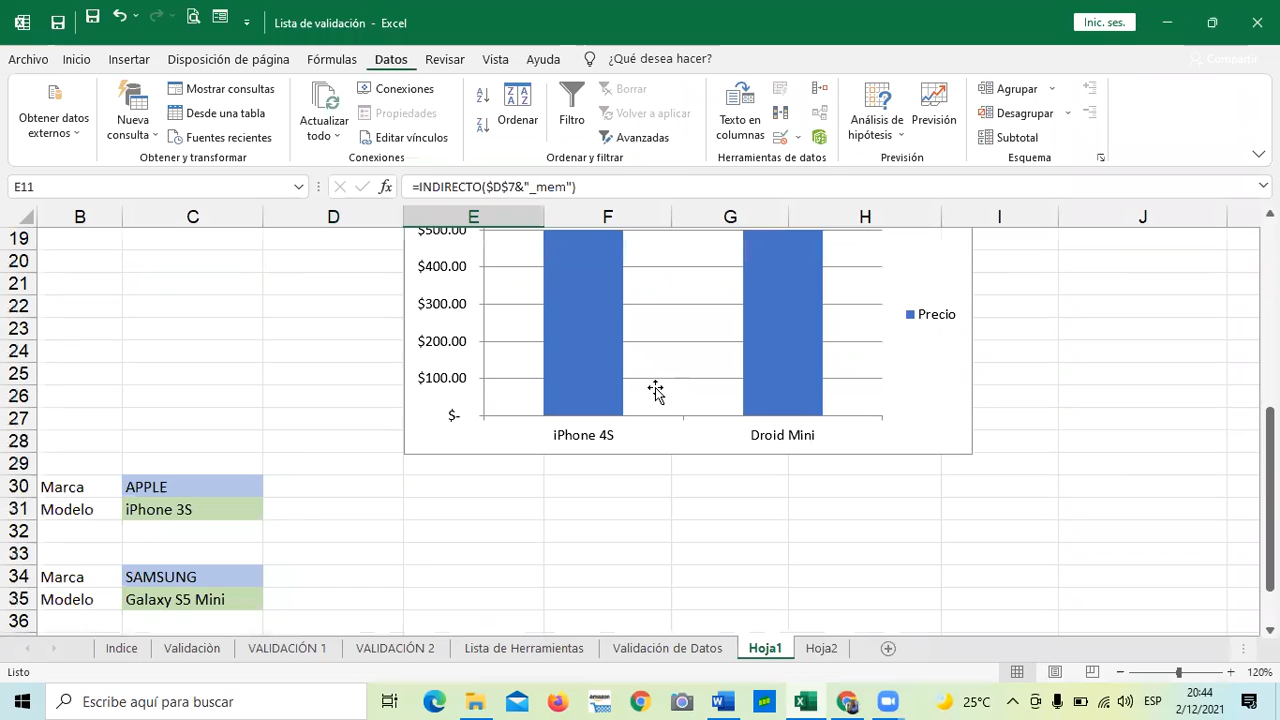 Lista de validación - Excel
Inic. ses.
Archivo Inicio Insertar Disposición de página Fórmulas Datos Revisar Vista Ayuda ¿Qué desea hacer? Compartir
Obtener datos externos
Nueva consulta
Mostrar consultas
Desde una tabla
Fuentes recientes
Obtener y transformar
Actualizar todo
Conexiones
Propiedades
Editar vínculos
Conexiones
Ordenar
Filtro
Borrar
Volver a aplicar
Avanzadas
Ordenar y filtrar
Texto en columnas
Herramientas de datos
Análisis de hipótesis
Previsión
Previsión
Agrupar
Desagrupar
Subtotal
Esquema
E11 fx =INDIRECTO($D$7&"_mem")
B C D E F G H I J
19
20
21
22
23
24
25
26
27
28
29
30 Marca APPLE
31 Modelo iPhone 3S
32
33
34 Marca SAMSUNG
35 Modelo Galaxy S5 Mini
36
$500.00
$400.00
$300.00
$200.00
$100.00
$-
iPhone 4S Droid Mini
Precio
Indice Validación VALIDACIÓN 1 VALIDACIÓN 2 Lista de Herramientas Validación de Datos Hoja1 Hoja2
Listo 120%
Escribe aquí para buscar
25°C ESP
20:44
2/12/2021